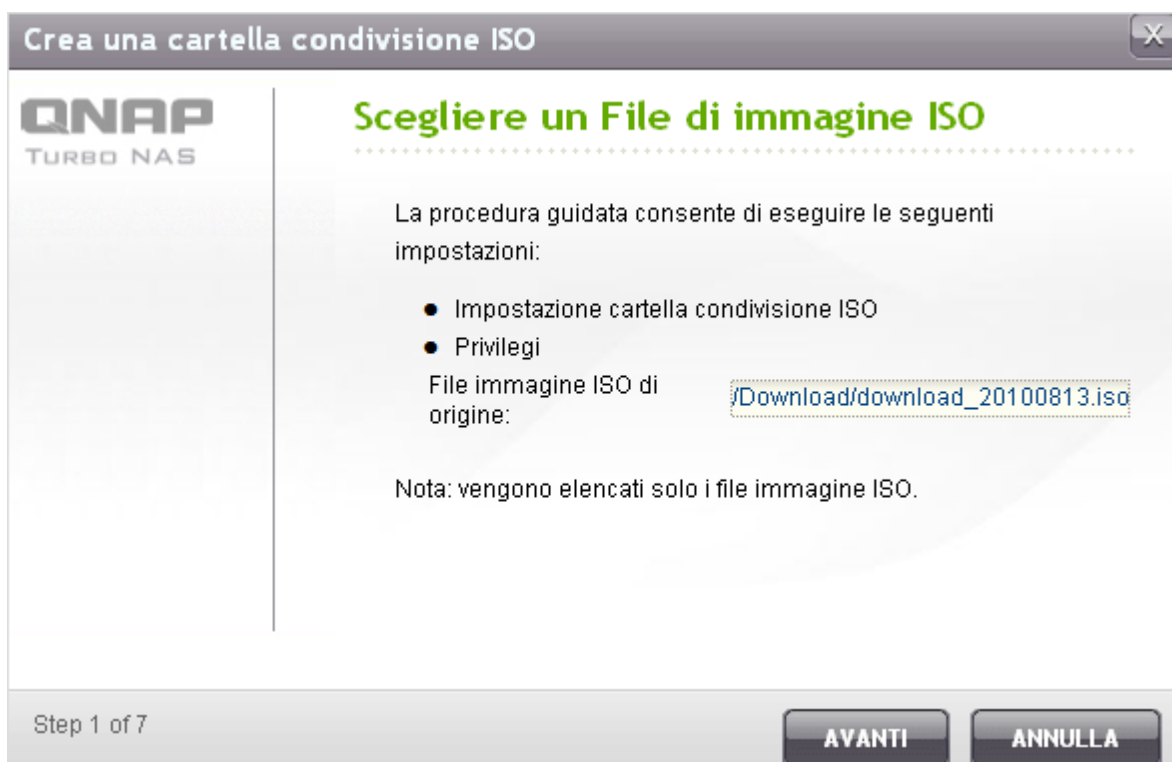 Crea una cartella condivisione ISO
X
QNAP
TURBO NAS
Scegliere un File di immagine ISO
La procedura guidata consente di eseguire le seguenti
impostazioni:
Impostazione cartella condivisione ISO
Privilegi
File immagine ISO di
origine:
/Download/download_20100813.iso
Nota: vengono elencati solo i file immagine ISO.
Step 1 of 7
AVANTI
ANNULLA